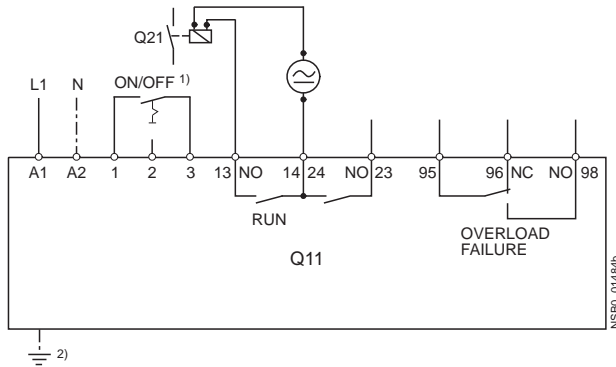 Q21
L1 N ON/OFF 1)
A1 A2 1 2 3 13 NO 14 24 NO 23 95 96 NC NO 98
RUN
OVERLOAD
FAILURE
Q11
2)
NSB0_01484b